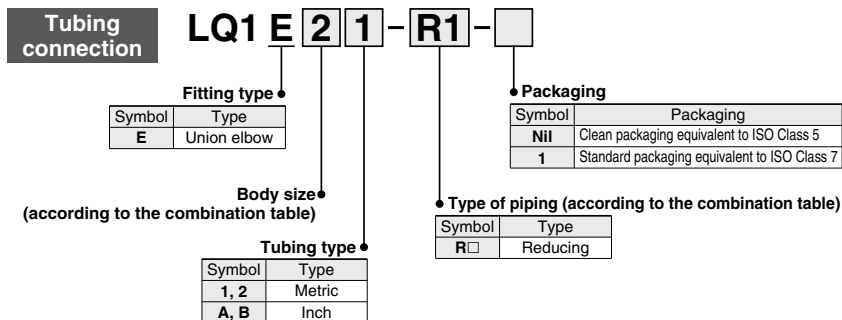 Tubing
connection
LQ1 E 2 1 - R1 - □
Fitting type
Symbol Type
E Union elbow
Body size
(according to the combination table)
Tubing type
Symbol Type
1, 2 Metric
A, B Inch
Packaging
Symbol Packaging
Nil Clean packaging equivalent to ISO Class 5
1 Standard packaging equivalent to ISO Class 7
Type of piping (according to the combination table)
Symbol Type
R□ Reducing